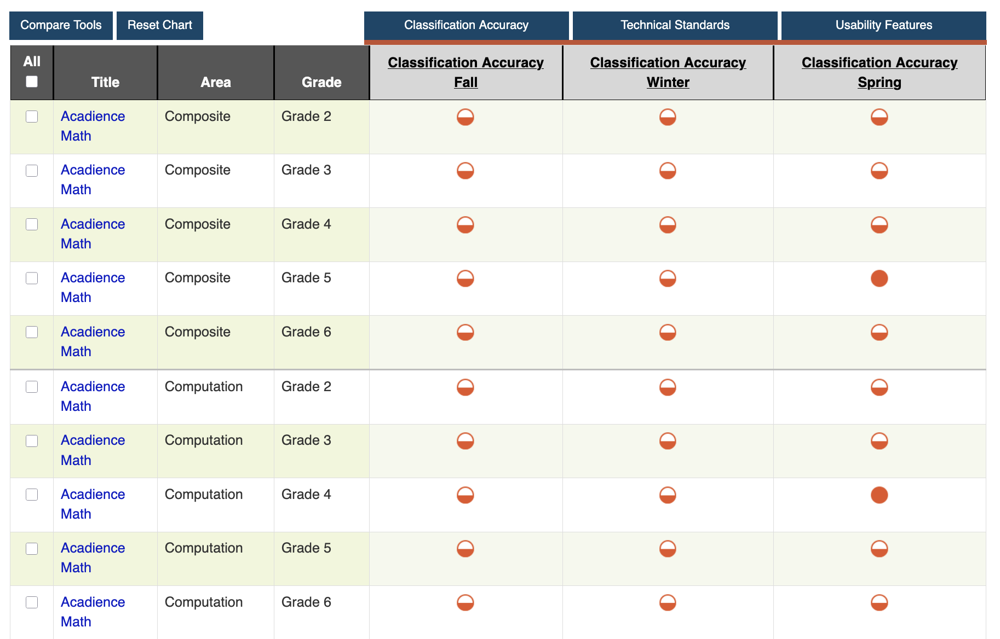 Compare Tools Reset Chart Classification Accuracy Technical Standards Usability Features
All Title Area Grade Classification Accuracy Fall Classification Accuracy Winter Classification Accuracy Spring
Acadience Math Composite Grade 2
Acadience Math Composite Grade 3
Acadience Math Composite Grade 4
Acadience Math Composite Grade 5
Acadience Math Composite Grade 6
Acadience Math Computation Grade 2
Acadience Math Computation Grade 3
Acadience Math Computation Grade 4
Acadience Math Computation Grade 5
Acadience Math Computation Grade 6